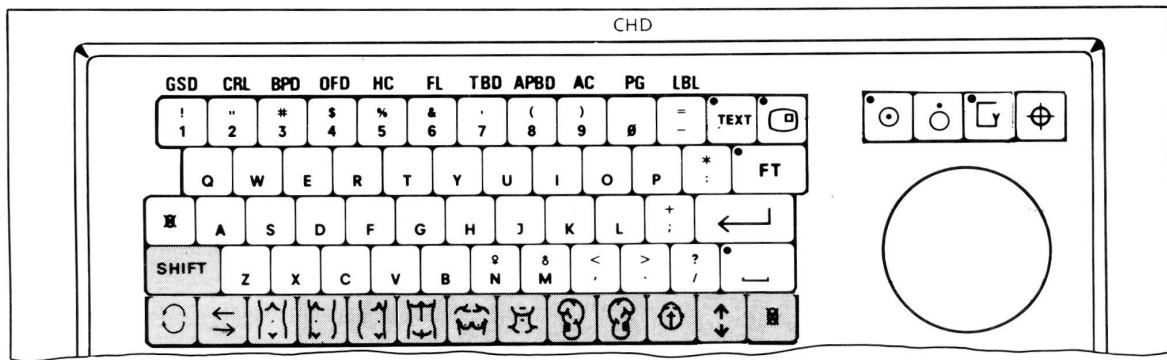 CHD
GSD CRL BPD OFD HC FL TBD APBD AC PG LBL
! " # $ % & ' ( ) =
1 2 3 4 5 6 7 8 9 Ø - TEXT
Q W E R T Y U I O P * : FT
A S D F G H J K L + ;
SHIFT Z X C V B N M < , > . ? /
Y